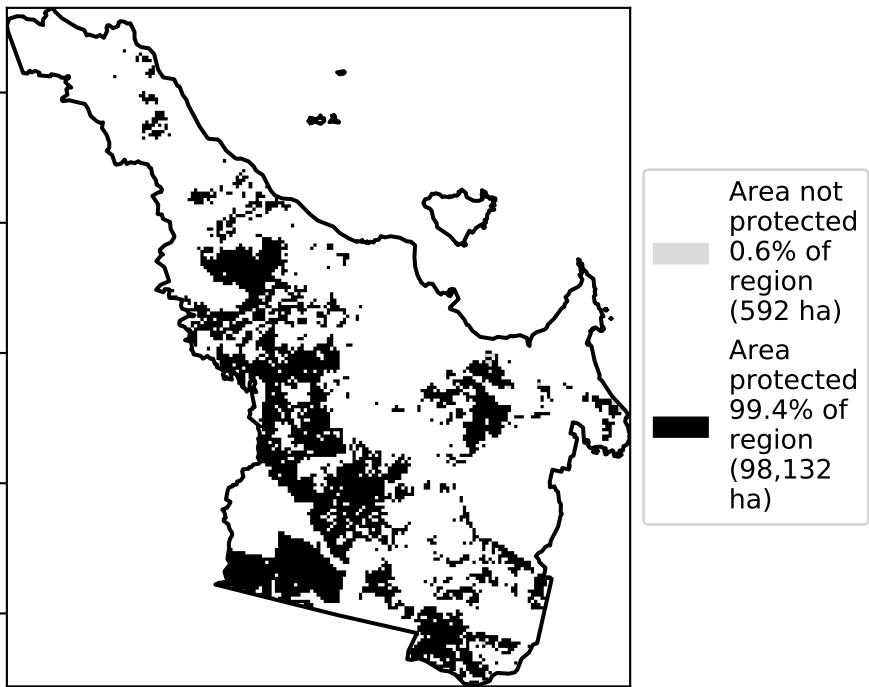 Area not
protected
0.6% of
region
(592 ha)
Area
protected
99.4% of
region
(98,132
ha)